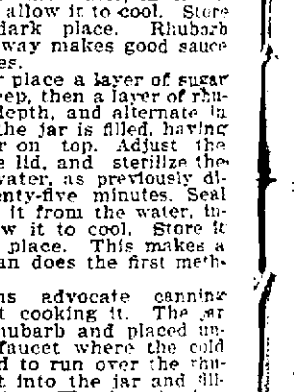 allow it to cool. Store
dark place. Rhubarb
way makes good sauce
es.
r place a layer of sugar
ep, then a layer of rhu-
depth, and alternate in
the jar is filled, having
r on top. Adjust the
e lid, and sterilize the
water, as previously di-
enty-five minutes. Seal
it from the water, in-
w it to cool. Store it
place. This makes a
an does the first meth-
ns advocate canning
t cooking it. The jar
hubarb and placed un-
faucet where the cold
d to run over the rhu-
t into the jar and fill-